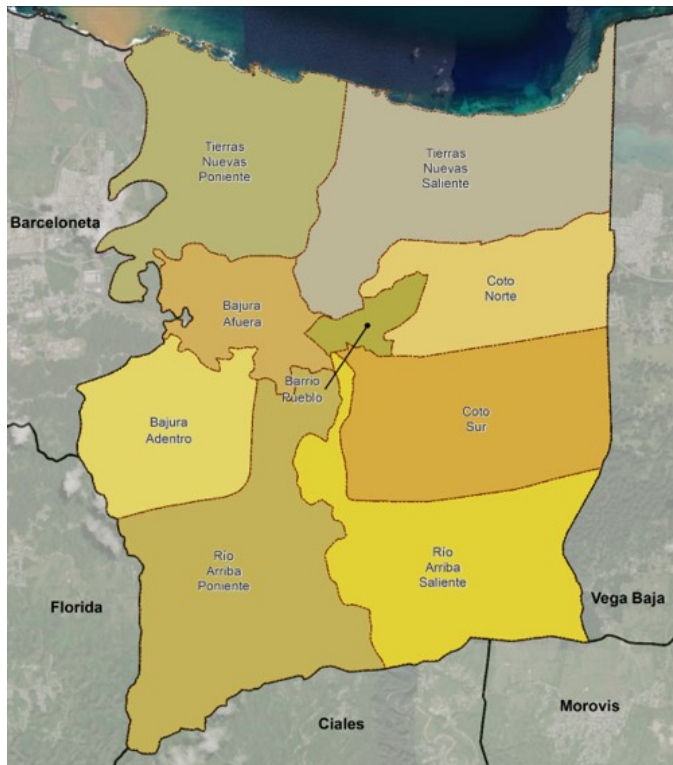 Tierras
Nuevas
Poniente
Tierras
Nuevas
Saliente
Barceloneta
Coto
Norte
Bajura
Afuera
Barrio
Pueblo
Bajura
Adentro
Coto
Sur
Río
Arriba
Poniente
Río
Arriba
Saliente
Florida
Vega Baja
Ciales
Morovis